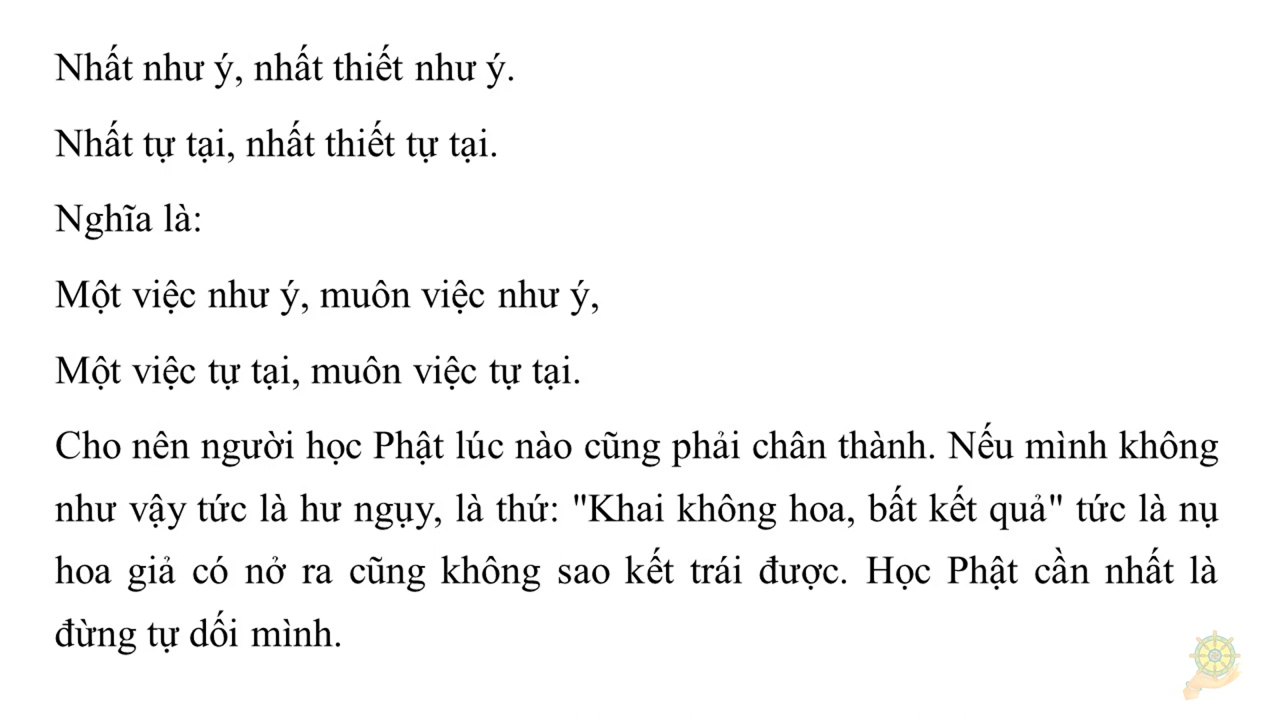 Nhất như ý, nhất thiết như ý.
Nhất tự tại, nhất thiết tự tại.
Nghĩa là:
Một việc như ý, muôn việc như ý,
Một việc tự tại, muôn việc tự tại.
Cho nên người học Phật lúc nào cũng phải chân thành. Nếu mình không
như vậy tức là hư ngụy, là thứ: "Khai không hoa, bất kết quả" tức là nụ
hoa giả có nở ra cũng không sao kết trái được. Học Phật cần nhất là
đừng tự dối mình.